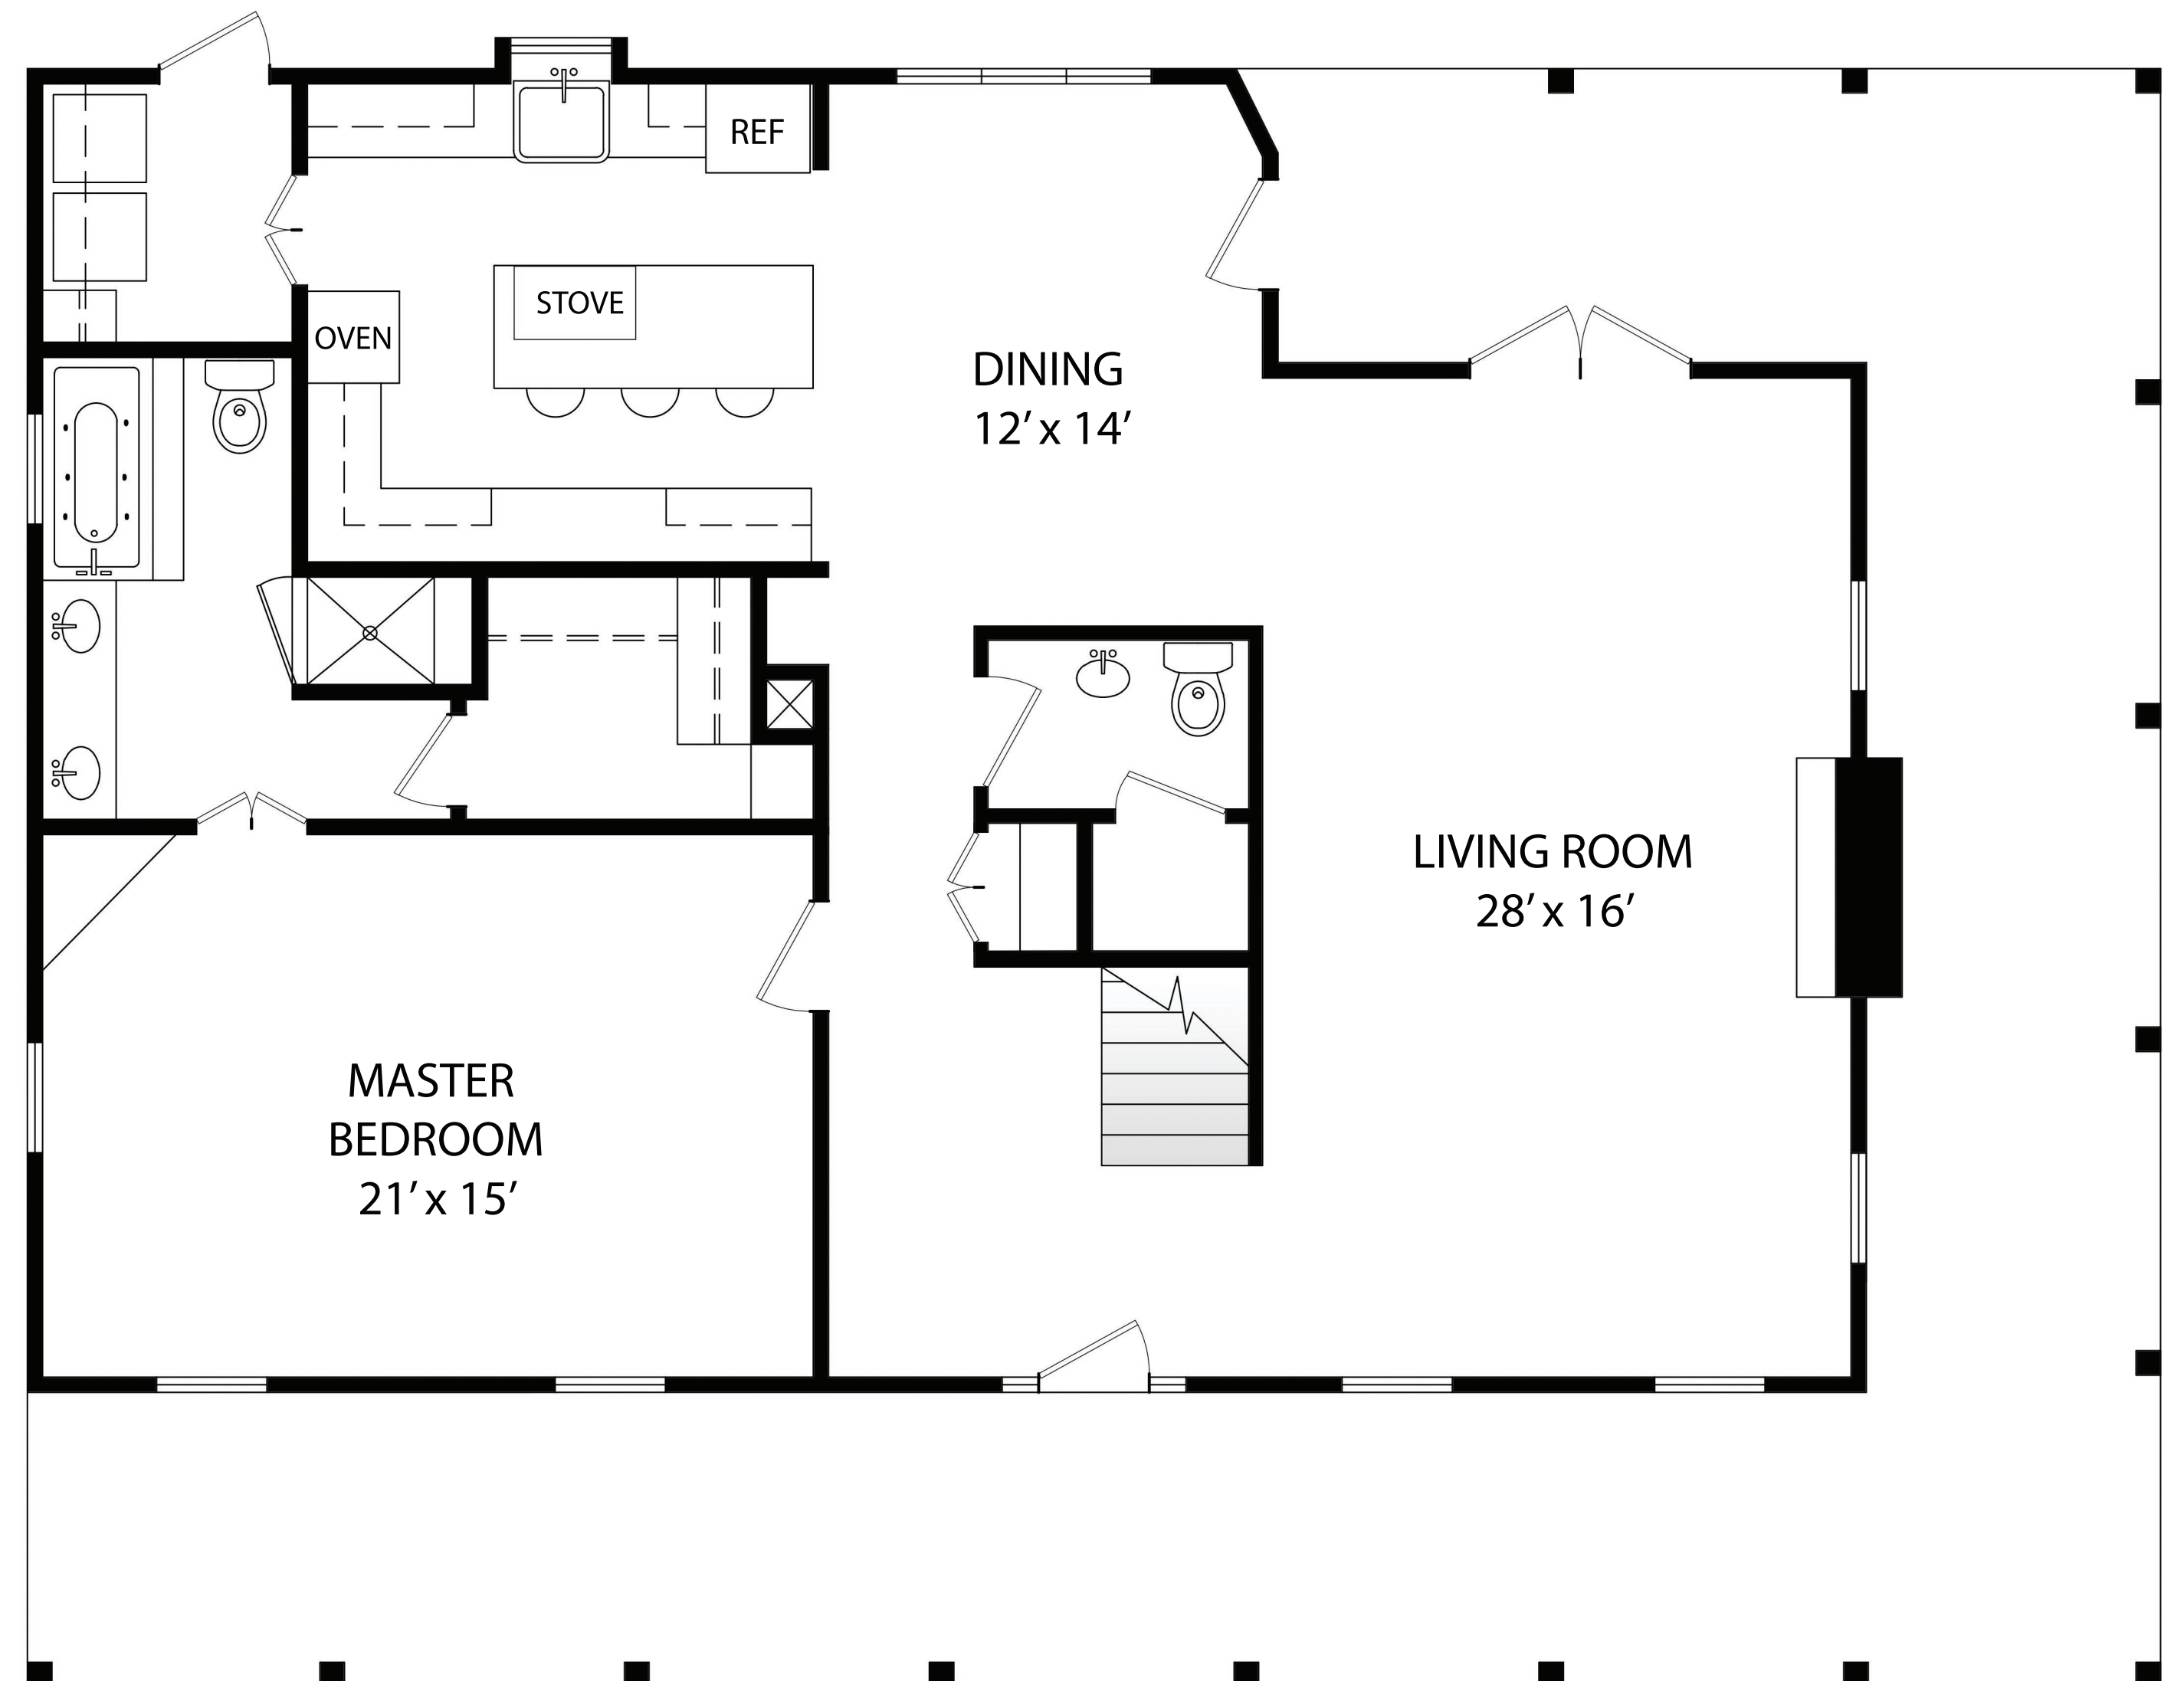 REF
STOVE
OVEN
DINING
12’ x 14’
LIVING ROOM
28’ x 16’
MASTER
BEDROOM
21’ x 15’